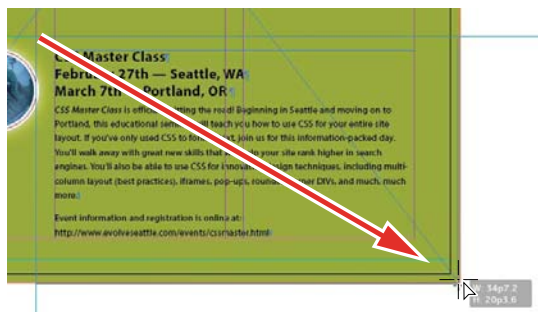 CSS Master Class
February 27th — Seattle, WA
March 7th — Portland, OR
CSS Master Class is officially hitting the road! Beginning in Seattle and moving on to
Portland, this educational seminar will teach you how to use CSS for your entire site
layout. If you've only used CSS to format text, join us for this information-packed day.
You'll walk away with great new skills that will help your site rank higher in search
engines. You'll also be able to use CSS for innovative design techniques, including multi-
column layout (best practices), iframes, pop-ups, rounded corner DIVs, and much, much
more.
Event information and registration is online at:
http://www.evolveseattle.com/events/cssmaster.html
W: 34p7.2
H: 20p3.6